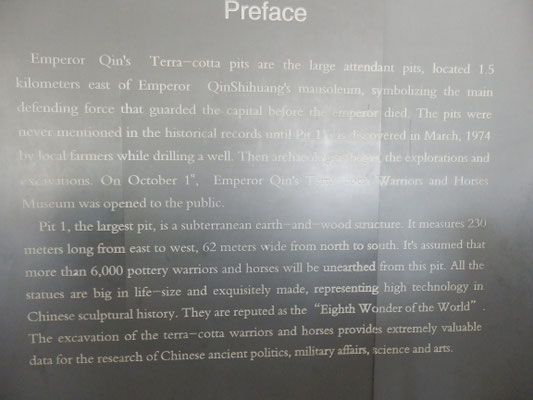 Preface
Emperor Qin's Terra-cotta pits are the large attendant pits, located 1.5
kilometers east of Emperor QinShihuang's mausoleum, symbolizing the main
defending force that guarded the capital before the emperor died. The pits were
never mentioned in the historical records until Pit 1 is discovered in March, 1974
by local farmers while drilling a well. Then the explorations and
excavations. On October 1st, Emperor Qin's Terra-cotta Warriors and Horses
Museum was opened to the public.
Pit 1, the largest pit, is a subterranean earth-and-wood structure. It measures 230
meters long from east to west, 62 meters wide from north to south. It's assumed that
more than 6,000 pottery warriors and horses will be unearthed from this pit. All the
statues are big in life-size and exquisitely made, representing high technology in
Chinese sculptural history. They are reputed as the “Eighth Wonder of the World”.
The excavation of the terra-cotta warriors and horses provides extremely valuable
data for the research of Chinese ancient politics, military affairs, science and arts.